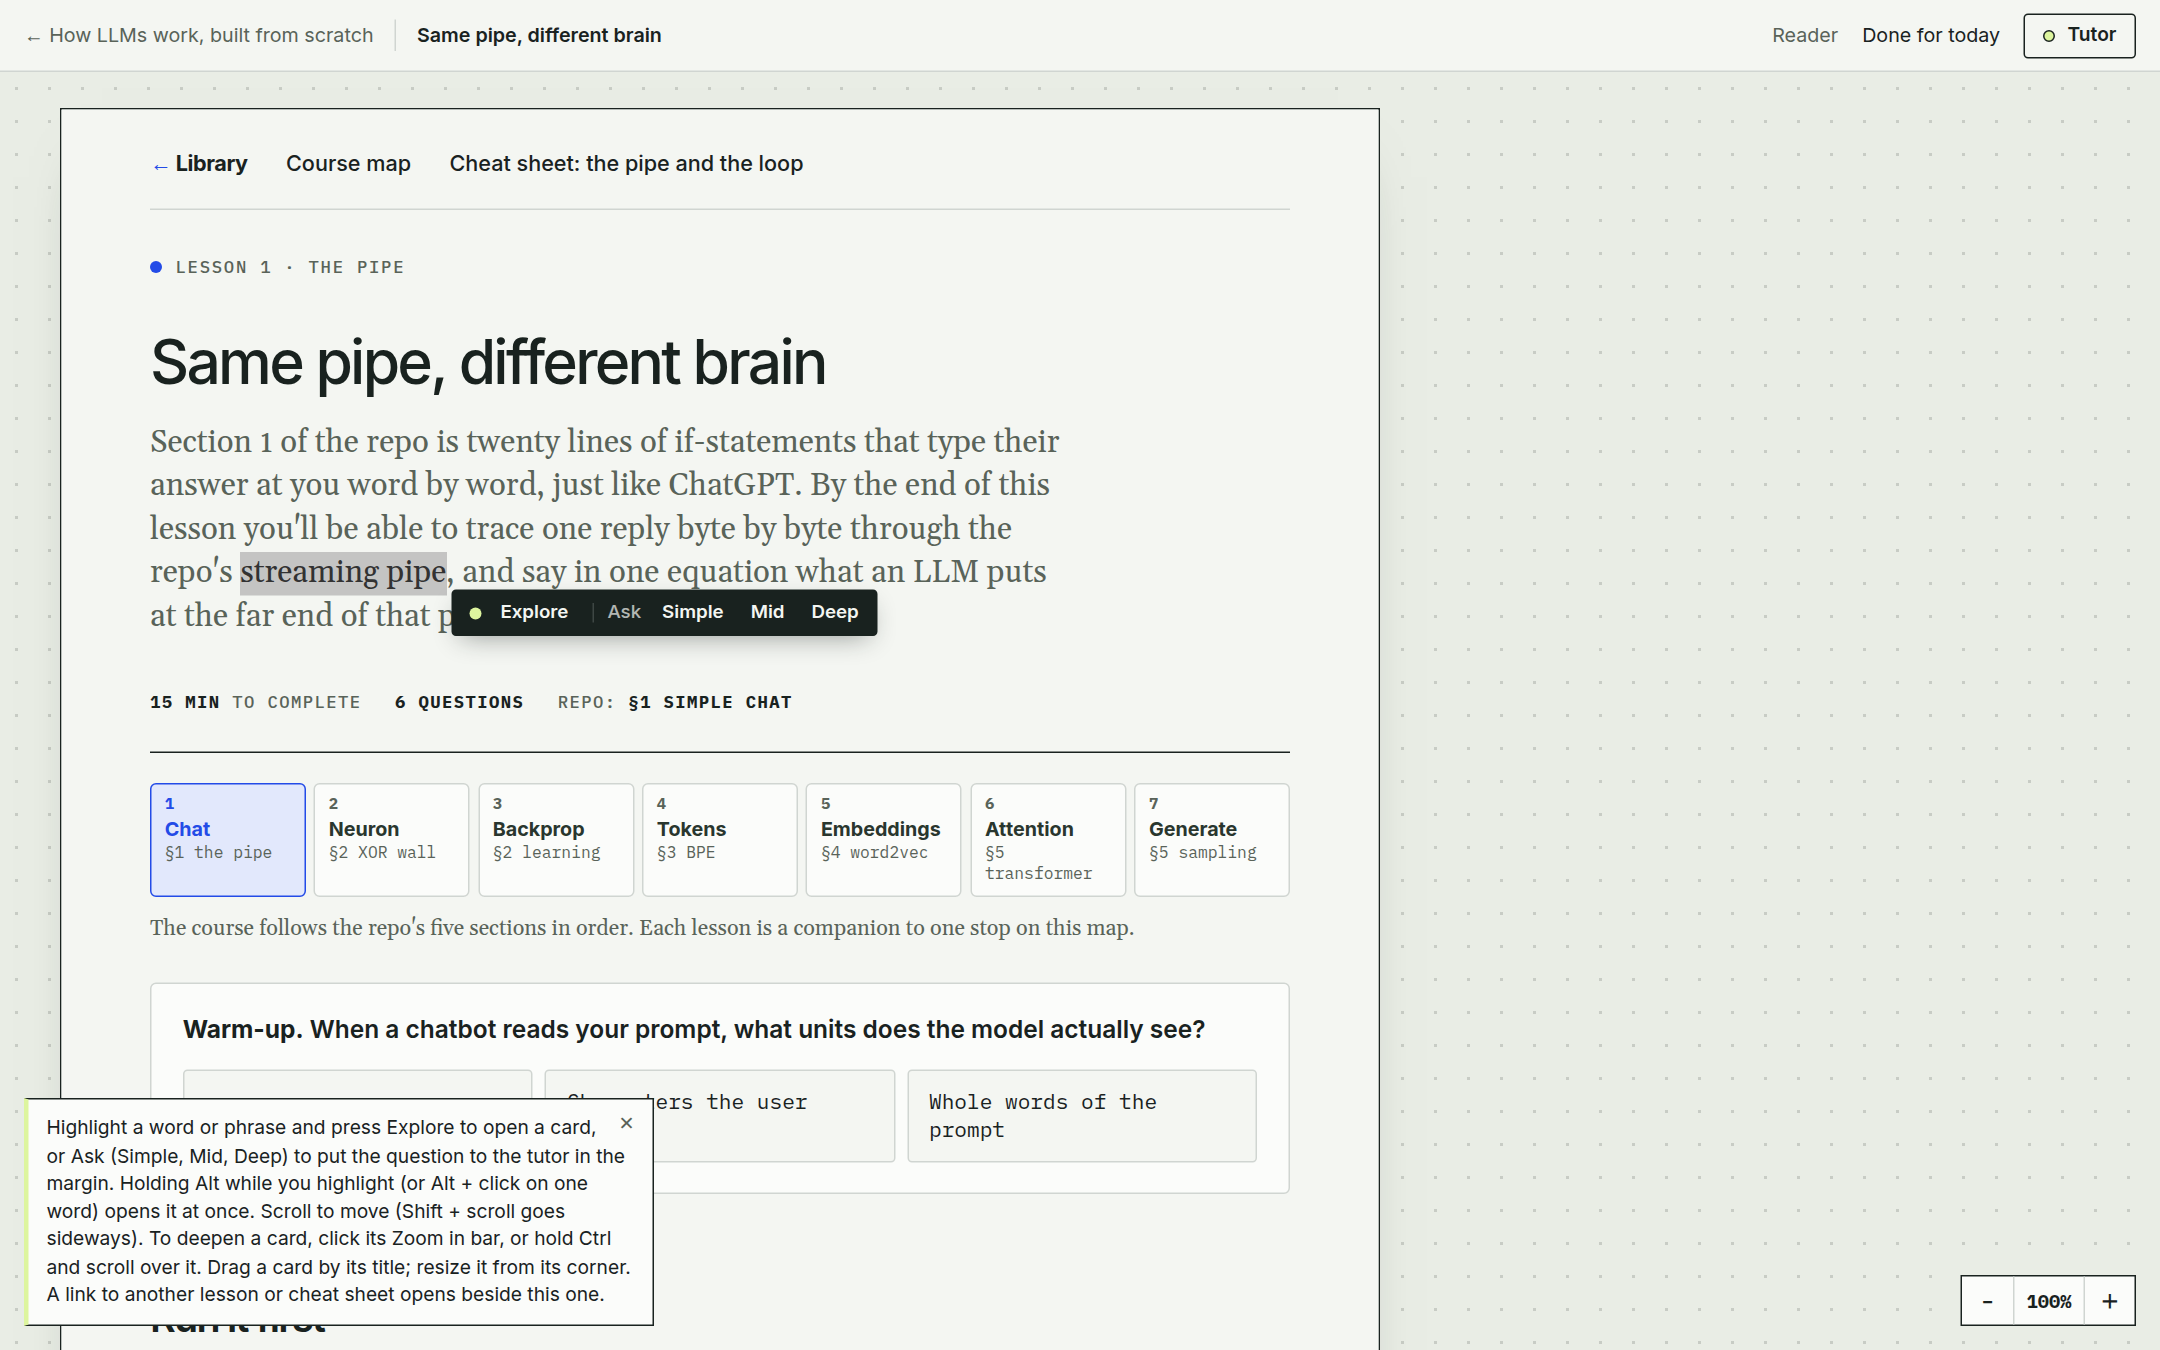 ← How LLMs work, built from scratch
Same pipe, different brain
Reader
Done for today
Tutor
← Library
Course map
Cheat sheet: the pipe and the loop
LESSON 1 · THE PIPE
Same pipe, different brain
Section 1 of the repo is twenty lines of if-statements that type their
answer at you word by word, just like ChatGPT. By the end of this
lesson you'll be able to trace one reply byte by byte through the
repo's streaming pipe, and say in one equation what an LLM puts
at the far end of that
Explore
Ask
Simple
Mid
Deep
15 MIN TO COMPLETE
6 QUESTIONS
REPO: §1 SIMPLE CHAT
1
Chat
§1 the pipe
2
Neuron
§2 XOR wall
3
Backprop
§2 learning
4
Tokens
§3 BPE
5
Embeddings
§4 word2vec
6
Attention
§5
transformer
7
Generate
§5 sampling
The course follows the repo's five sections in order. Each lesson is a companion to one stop on this map.
Warm-up. When a chatbot reads your prompt, what units does the model actually see?
the user
Whole words of the
prompt
Highlight a word or phrase and press Explore to open a card,
or Ask (Simple, Mid, Deep) to put the question to the tutor in the
margin. Holding Alt while you highlight (or Alt + click on one
word) opens it at once. Scroll to move (Shift + scroll goes
sideways). To deepen a card, click its Zoom in bar, or hold Ctrl
and scroll over it. Drag a card by its title; resize it from its corner.
A link to another lesson or cheat sheet opens beside this one.
×
- 100% +